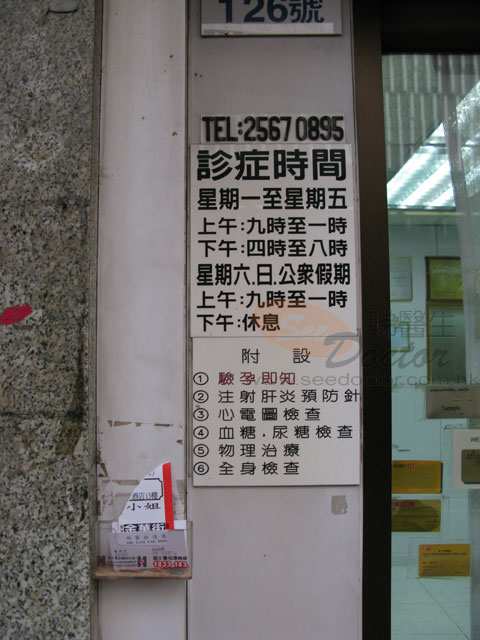 126號
TEL:2567 0895
診症時間
星期一至星期五
上午:九時至一時
下午:四時至八時
星期六.日.公衆假期
上午:九時至一時
下午:休息
附 設
① 驗孕即知
② 注射肝炎預防針
③ 心電圖檢查
④ 血糖.尿糖檢查
⑤ 物理治療
⑥ 全身檢查
See Doctor
聯醫生
www.seedoctor.com.hk
小姐
金華街